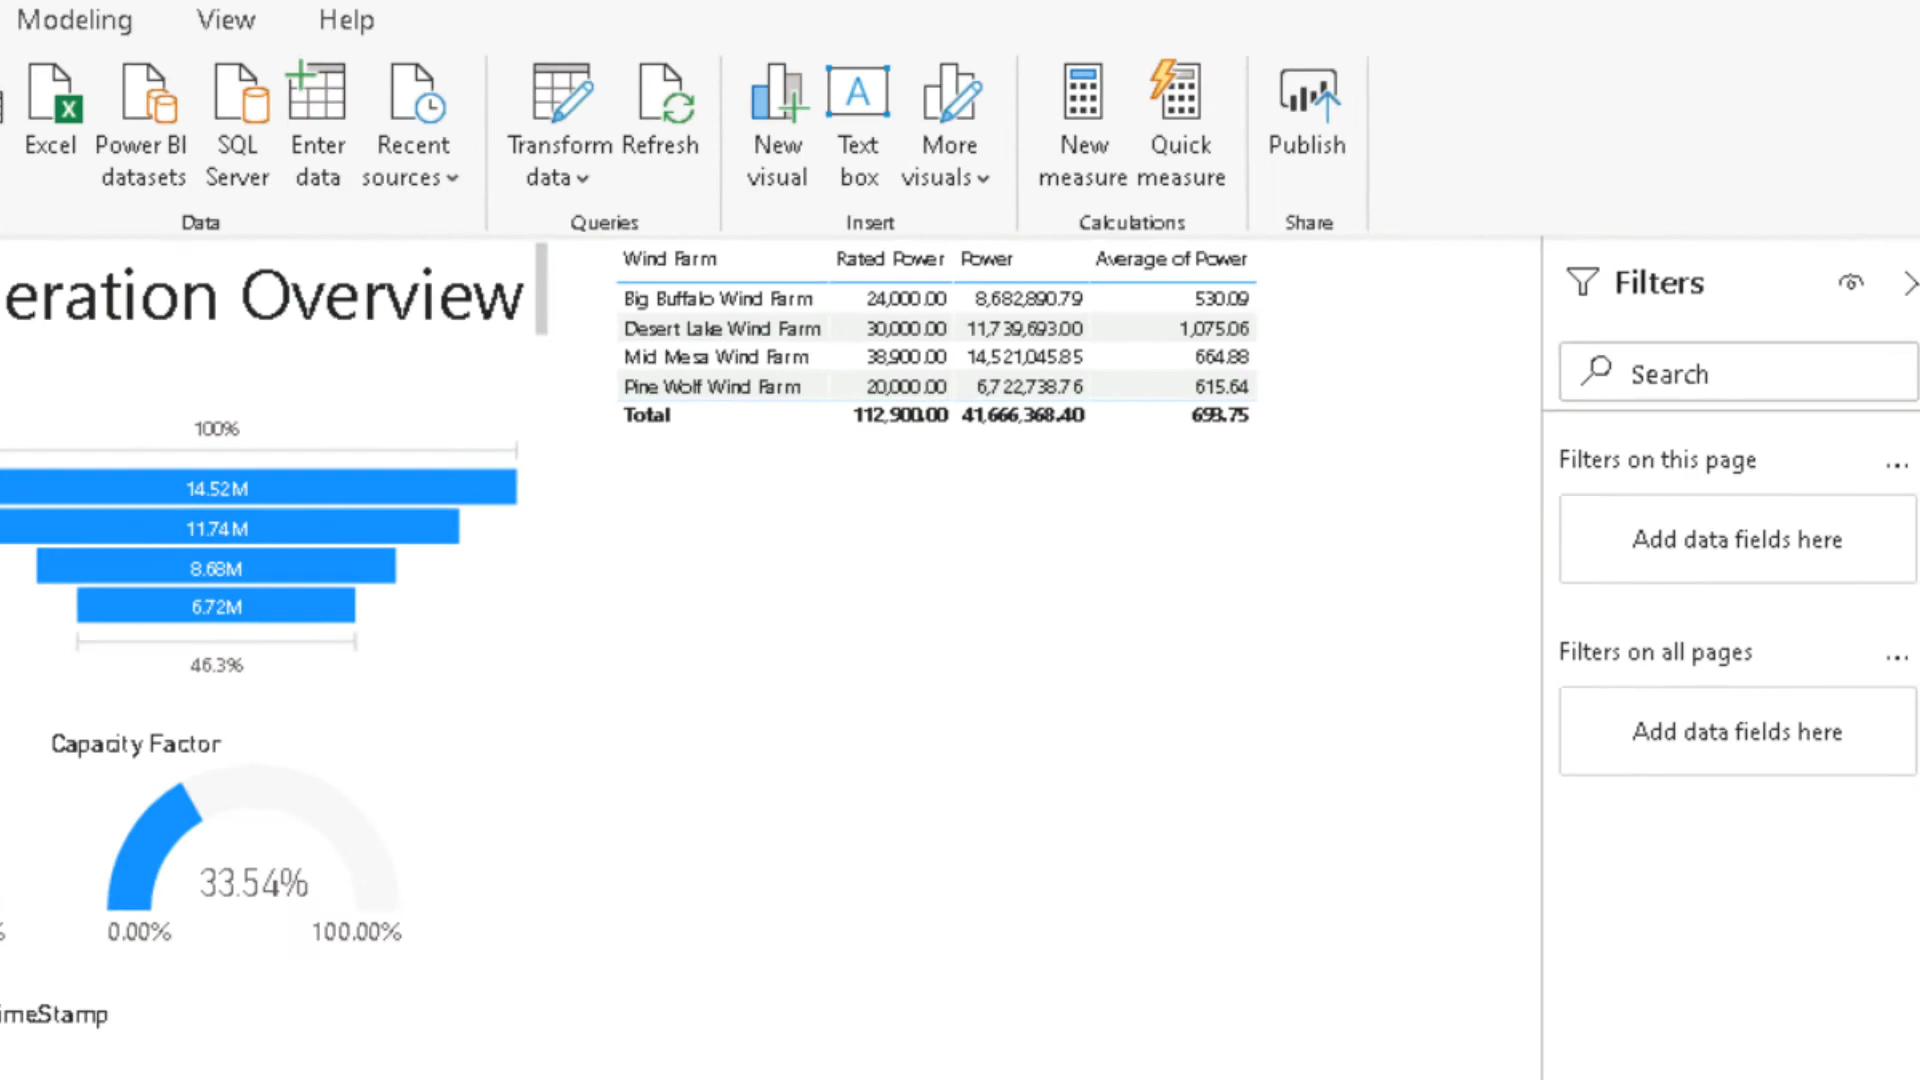 Modeling View Help
Excel Power BI datasets SQL Server Enter data Recent sources Transform data Refresh New visual Text box More visuals New measure Quick measure Publish
Data Queries Insert Calculations Share
eration Overview
Wind Farm Rated Power Power Average of Power
Big Buffalo Wind Farm 24,000.00 8,682,890.79 530.09
Desert Lake Wind Farm 30,000.00 11,739,693.00 1,075.06
Mid Mesa Wind Farm 38,900.00 14,521,045.85 664.88
Pine Wolf Wind Farm 20,000.00 6,722,738.76 615.64
Total 112,900.00 41,666,368.40 693.75
Filters
Search
Filters on this page ...
Add data fields here
Filters on all pages ...
Add data fields here
100%
14.52M
11.74M
8.68M
6.72M
46.3%
Capacity Factor
33.54%
0.00% 100.00%
imeStamp